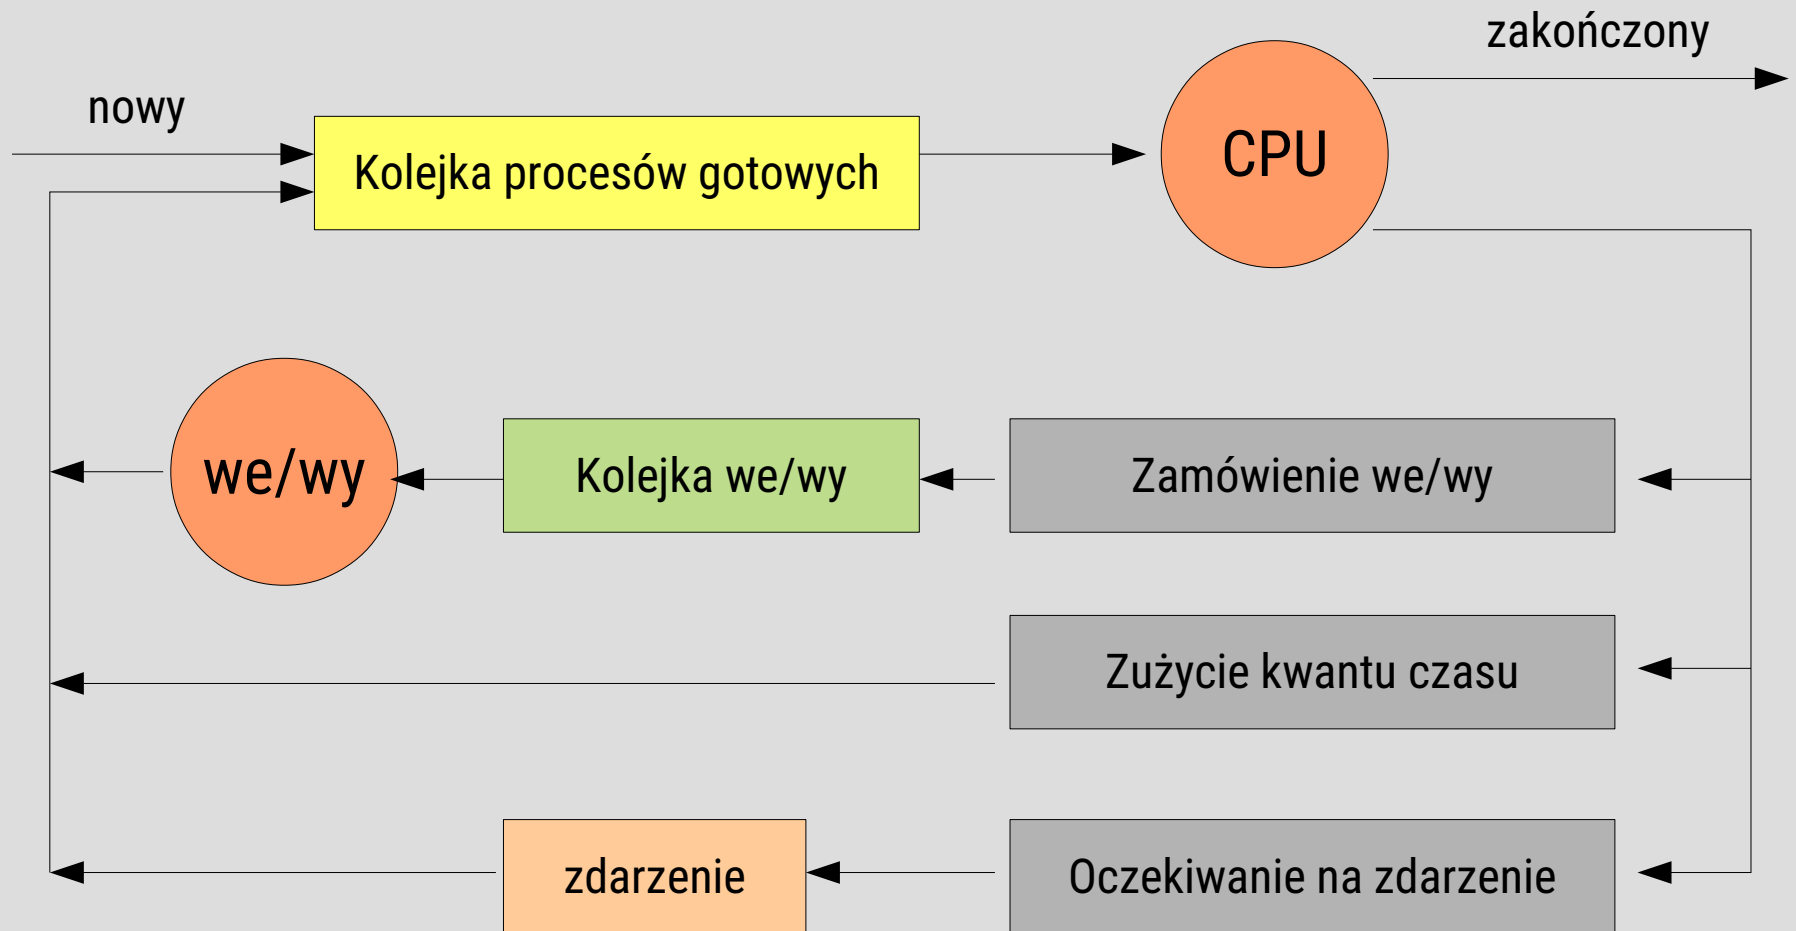 zakończony
nowy
Kolejka procesów gotowych
CPU
we/wy
Kolejka we/wy
Zamówienie we/wy
Zużycie kwantu czasu
zdarzenie
Oczekiwanie na zdarzenie